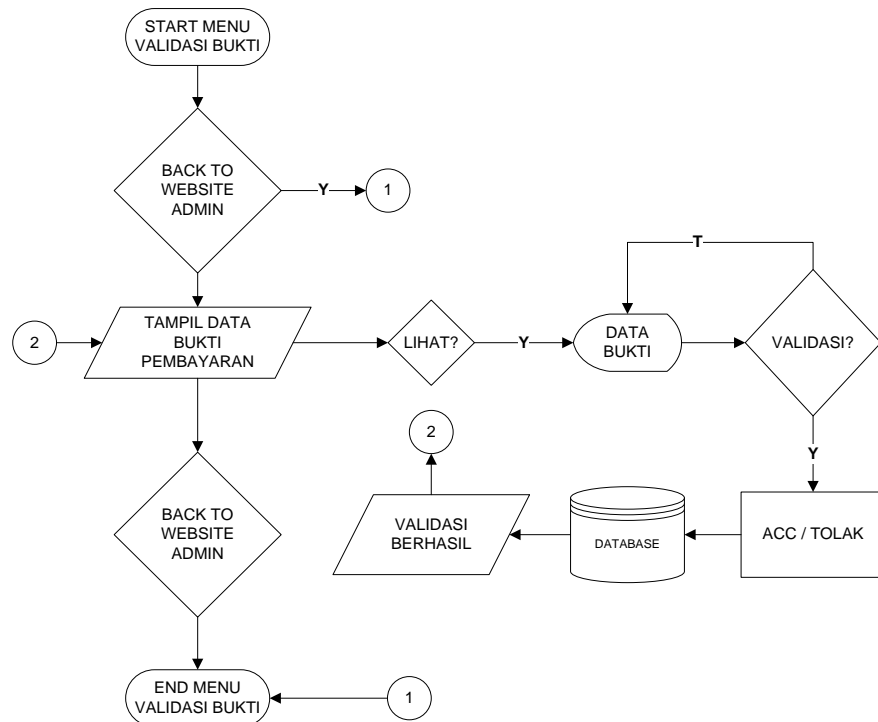 START MENU
VALIDASI BUKTI
BACK TO
WEBSITE
ADMIN
Y
1
T
2
TAMPIL DATA
BUKTI
PEMBAYARAN
LIHAT?
Y
DATA
BUKTI
VALIDASI?
2
Y
BACK TO
WEBSITE
ADMIN
VALIDASI
BERHASIL
DATABASE
ACC / TOLAK
END MENU
VALIDASI BUKTI
1